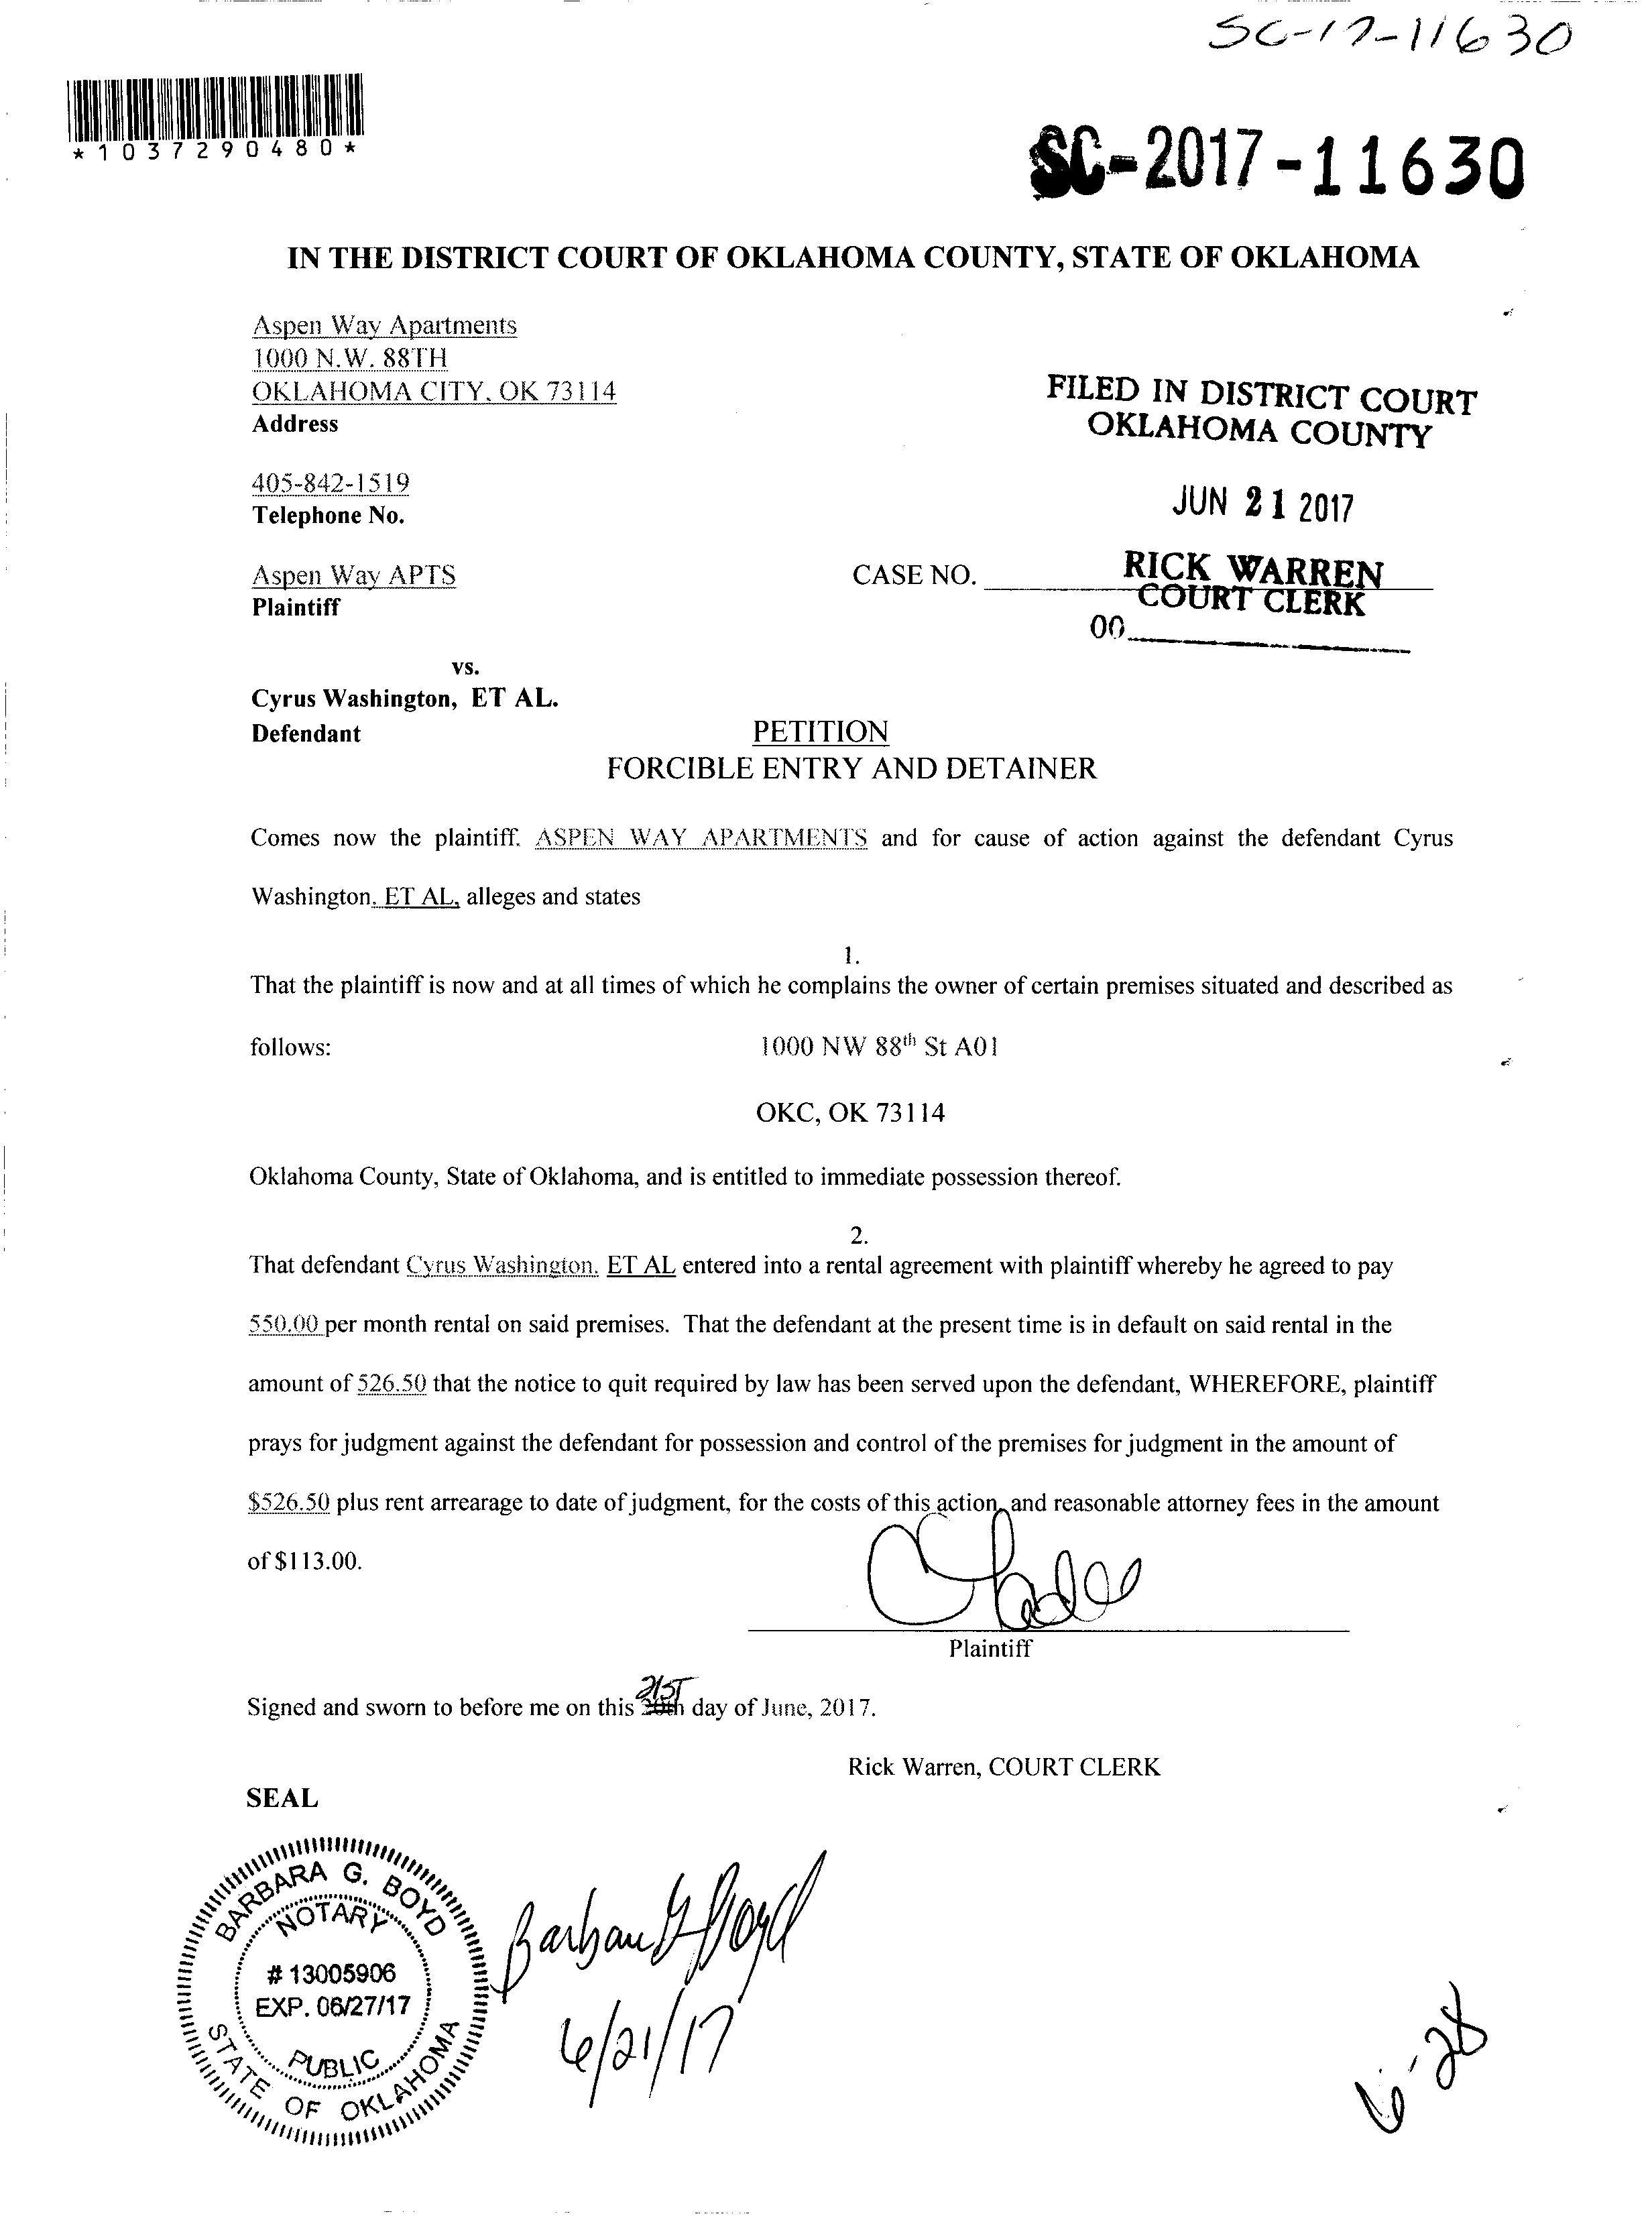 SC-17-11630
*1037290480*
SC-2017-11630
IN THE DISTRICT COURT OF OKLAHOMA COUNTY, STATE OF OKLAHOMA
Aspen Way Apartments
1000 N.W. 88TH
OKLAHOMA CITY, OK 73114
Address
FILED IN DISTRICT COURT
OKLAHOMA COUNTY
405-842-1519
Telephone No.
JUN 21 2017
Aspen Way APTS
Plaintiff
CASE NO.
RICK WARREN
COURT CLERK
00
vs.
Cyrus Washington, ET AL.
Defendant
PETITION
FORCIBLE ENTRY AND DETAINER
Comes now the plaintiff, ASPEN WAY APARTMENTS and for cause of action against the defendant Cyrus
Washington, ET AL, alleges and states
1.
That the plaintiff is now and at all times of which he complains the owner of certain premises situated and described as
follows: 1000 NW 88th St A01
OKC, OK 73114
Oklahoma County, State of Oklahoma, and is entitled to immediate possession thereof.
2.
That defendant Cyrus Washington, ET AL entered into a rental agreement with plaintiff whereby he agreed to pay
550.00 per month rental on said premises. That the defendant at the present time is in default on said rental in the
amount of 526.50 that the notice to quit required by law has been served upon the defendant, WHEREFORE, plaintiff
prays for judgment against the defendant for possession and control of the premises for judgment in the amount of
$526.50 plus rent arrearage to date of judgment, for the costs of this action, and reasonable attorney fees in the amount
of $113.00.
Plaintiff
21st
Signed and sworn to before me on this 20th day of June, 2017.
Rick Warren, COURT CLERK
SEAL
BARBARA G. BOYD
NOTARY
# 13005906
EXP. 06/27/17
PUBLIC
STATE OF OKLAHOMA
Barbara G Boyd
6/21/17
6-28